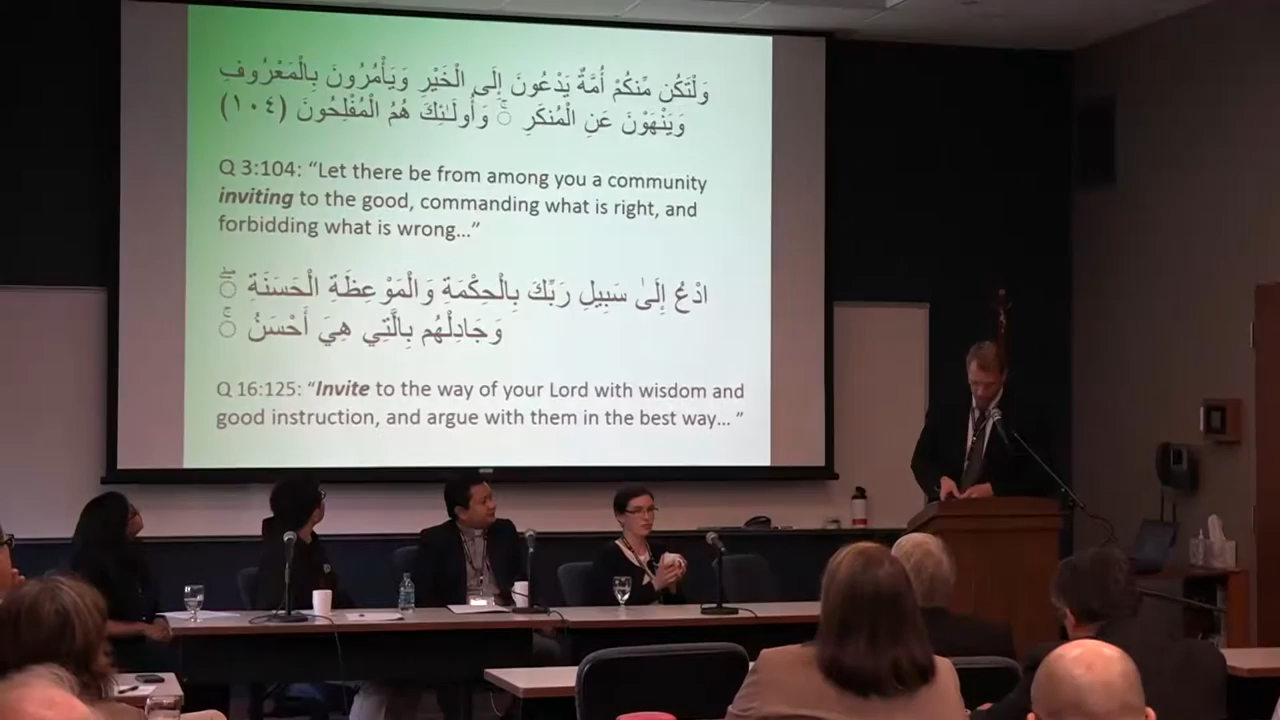 وَلْتَكُن مِّنكُمْ أُمَّةٌ يَدْعُونَ إِلَى الْخَيْرِ وَيَأْمُرُونَ بِالْمَعْرُوفِ
وَيَنْهَوْنَ عَنِ الْمُنكَرِ ۚ وَأُولَـٰئِكَ هُمُ الْمُفْلِحُونَ (١٠٤)
Q 3:104: “Let there be from among you a community
inviting to the good, commanding what is right, and
forbidding what is wrong…”
ادْعُ إِلَىٰ سَبِيلِ رَبِّكَ بِالْحِكْمَةِ وَالْمَوْعِظَةِ الْحَسَنَةِ ۖ
وَجَادِلْهُم بِالَّتِي هِيَ أَحْسَنُ ۚ
Q 16:125: “Invite to the way of your Lord with wisdom and
good instruction, and argue with them in the best way… ”